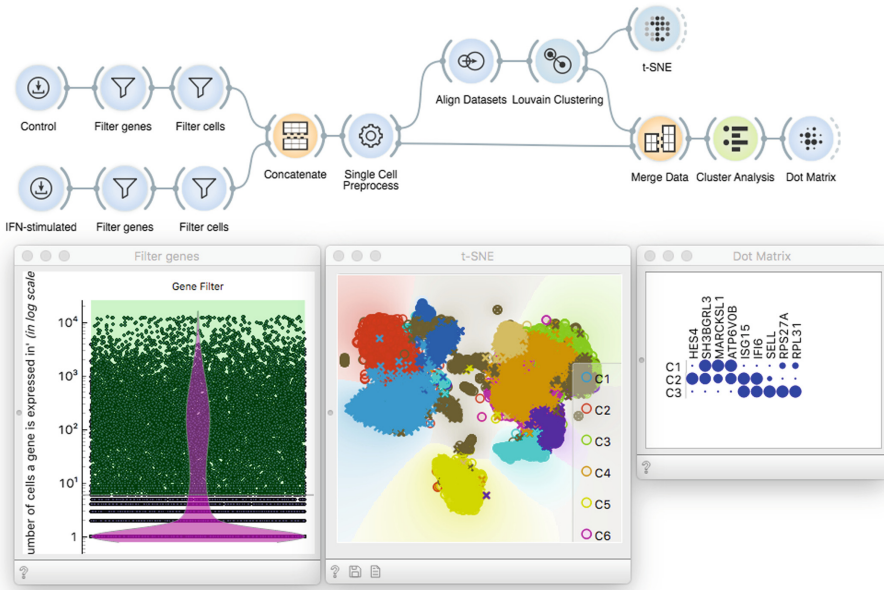 t-SNE
Align Datasets
Louvain Clustering
Control
Filter genes
Filter cells
Concatenate
Single Cell
Preprocess
Merge Data
Cluster Analysis
Dot Matrix
IFN-stimulated
Filter genes
Filter cells
Filter genes
Gene Filter
umber of cells a gene is expressed in' (in log scale
10⁴
10³
10²
10¹
1
?
t-SNE
C1
C2
C3
C4
C5
C6
?
Dot Matrix
HES4
SH3BGRL3
MARCKSL1
ATP6V0B
ISG15
IFI6
SELL
RPS27A
RPL31
C1
C2
C3
?